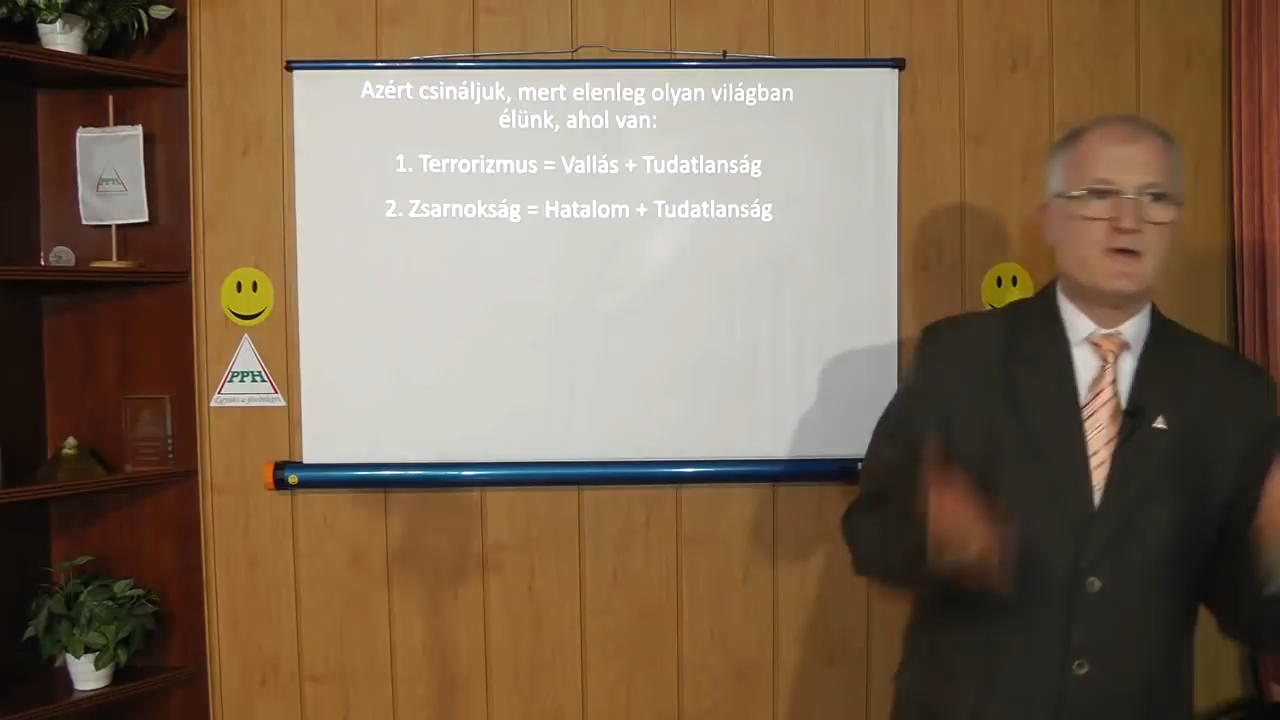 Azért csináljuk, mert elenleg olyan világban
élünk, ahol van:
1. Terrorizmus = Vallás + Tudatlanság
2. Zsarnokság = Hatalom + Tudatlanság
PPH
PPH